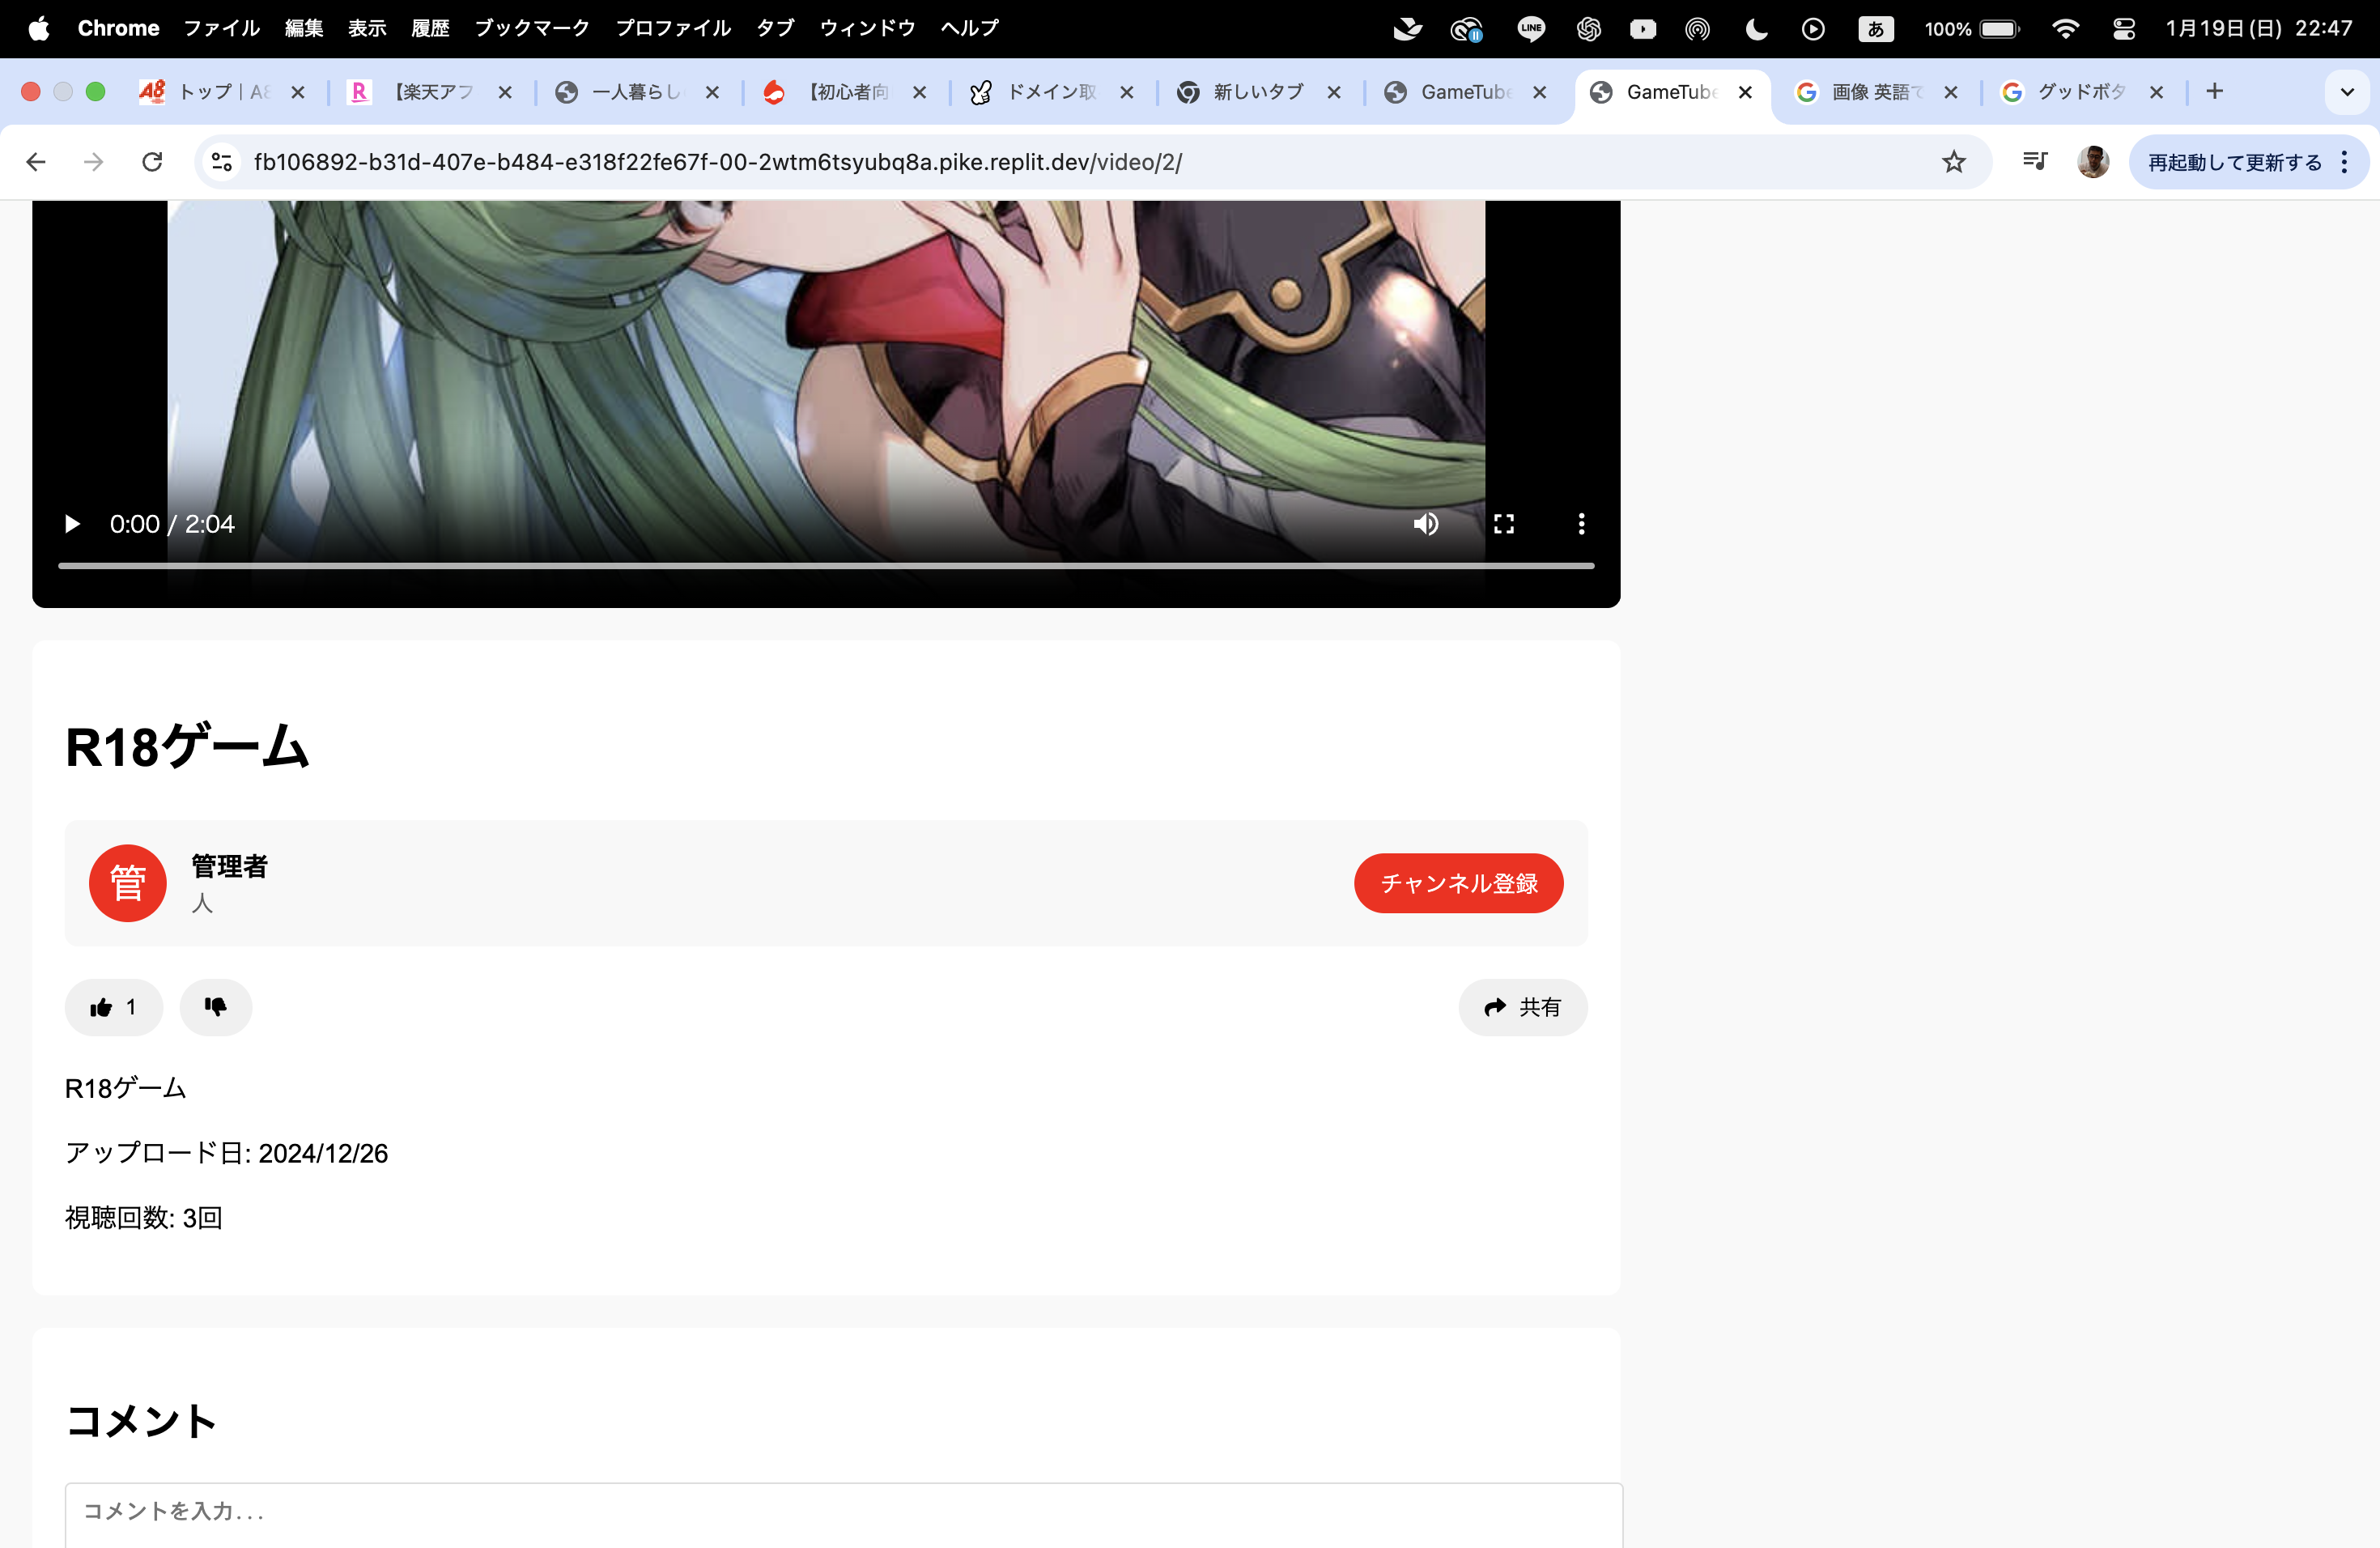 Chrome ファイル 編集 表示 履歴 ブックマーク プロファイル タブ ウィンドウ ヘルプ LINE あ 100% 1月19日(日) 22:47
A8 トップ｜A8 R 【楽天アフ 一人暮らし 【初心者向 ドメイン取 新しいタブ GameTube GameTube 画像 英語で グッドボタ
fb106892-b31d-407e-b484-e318f22fe67f-00-2wtm6tsyubq8a.pike.replit.dev/video/2/ 再起動して更新する
0:00 / 2:04
R18ゲーム
管 管理者
人
チャンネル登録
1 共有
R18ゲーム
アップロード日: 2024/12/26
視聴回数: 3回
コメント
コメントを入力...